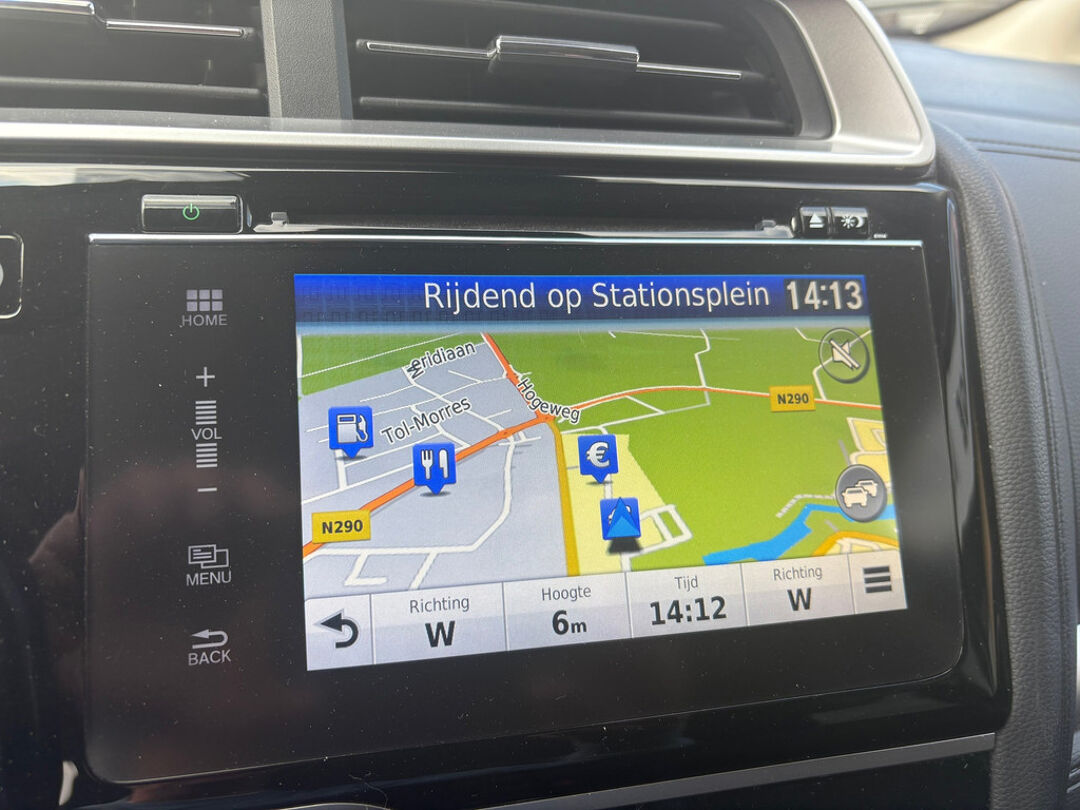 Rijdend op Stationsplein 14:13
HOME
+
VOL
−
MENU
BACK
Meridlaan
Hogeweg
Tol-Morres
N290
€
N290
Richting
W
Hoogte
6m
Tijd
14:12
Richting
W